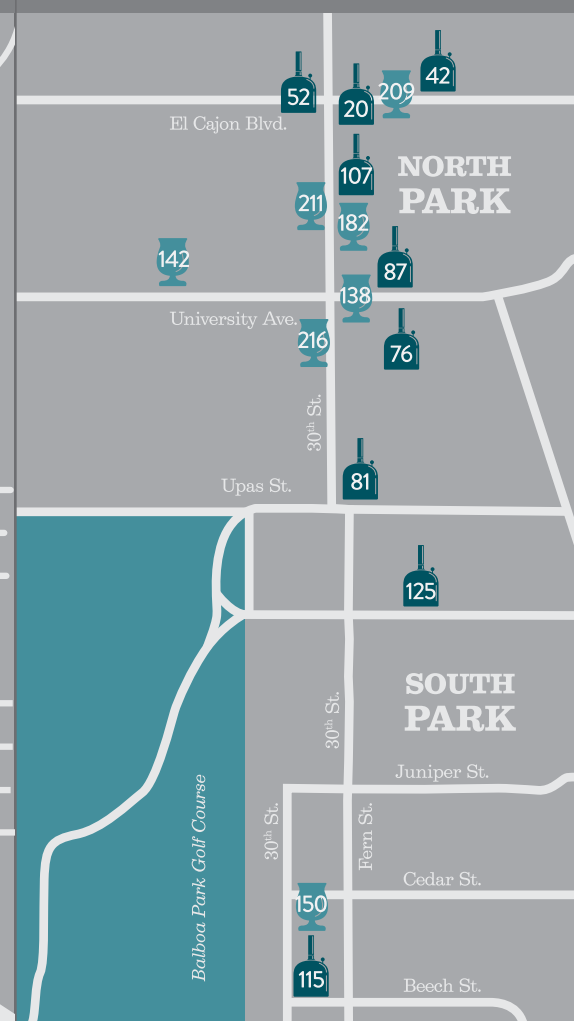 42
52
20
209
El Cajon Blvd.
107
NORTH
PARK
211
182
142
87
138
University Ave.
216
76
30th St.
81
Upas St.
125
SOUTH
PARK
30th St.
Juniper St.
Balboa Park Golf Course
30th St.
Fern St.
Cedar St.
150
115
Beech St.